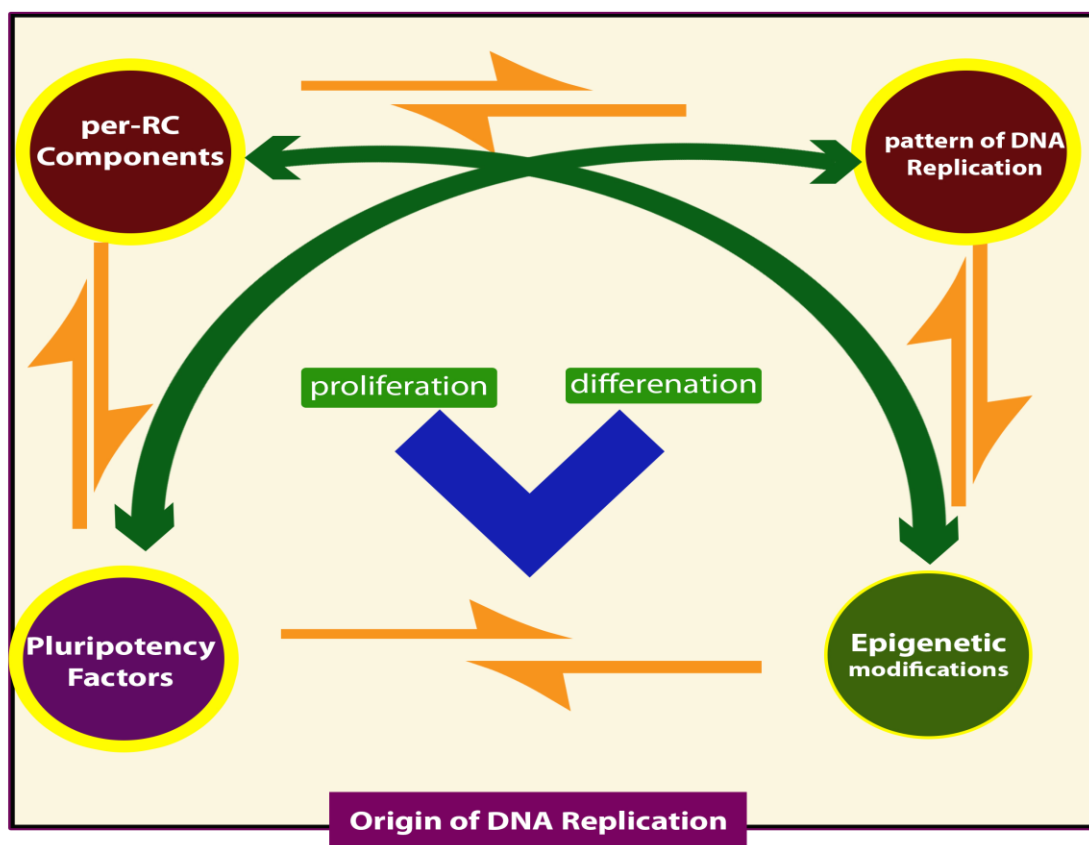 per-RC
Components
pattern of DNA
Replication
proliferation
differenation
Pluripotency
Factors
Epigenetic
modifications
Origin of DNA Replication